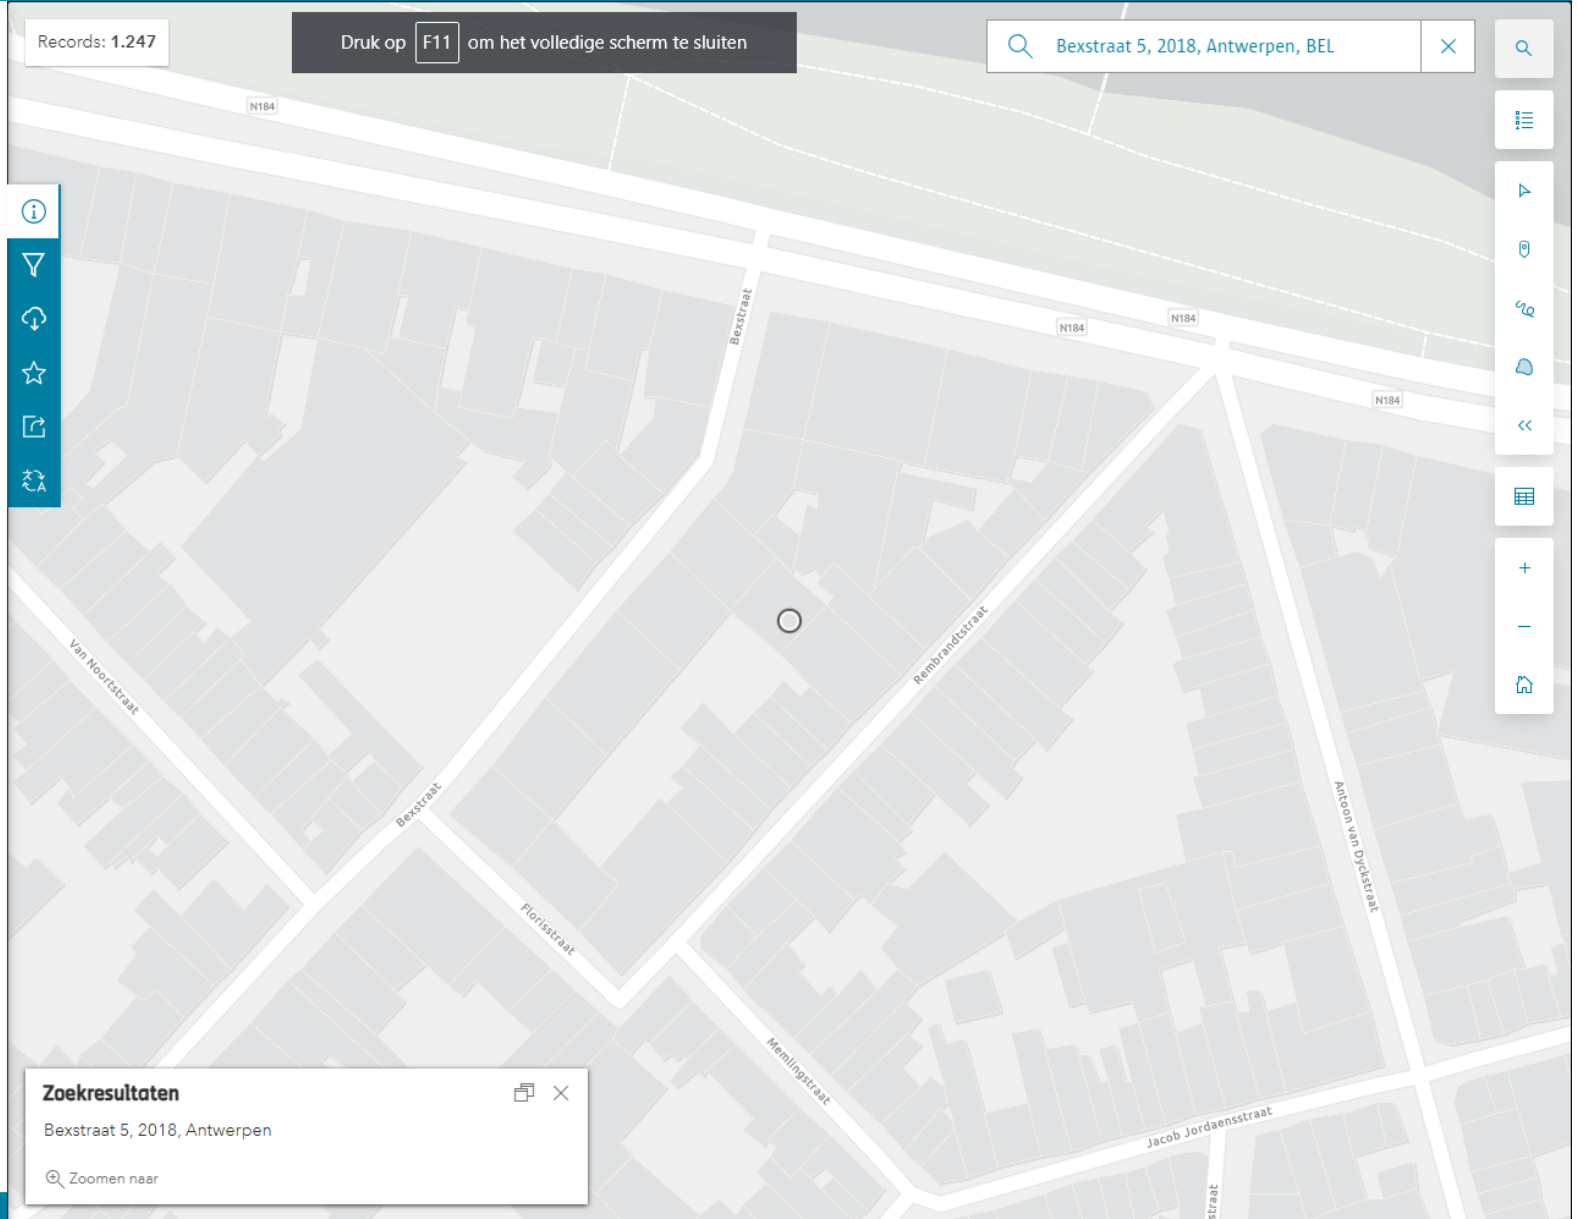 Records: 1.247
Druk op F11 om het volledige scherm te sluiten
Bexstraat 5, 2018, Antwerpen, BEL
N184
N184
N184
N184
Bexstraat
Rembrandtstraat
Van Noortstraat
Bexstraat
Antoon van Dyckstraat
Florisstraat
Memlingstraat
Jacob Jordaensstraat
straat
Zoekresultaten
Bexstraat 5, 2018, Antwerpen
Zoomen naar